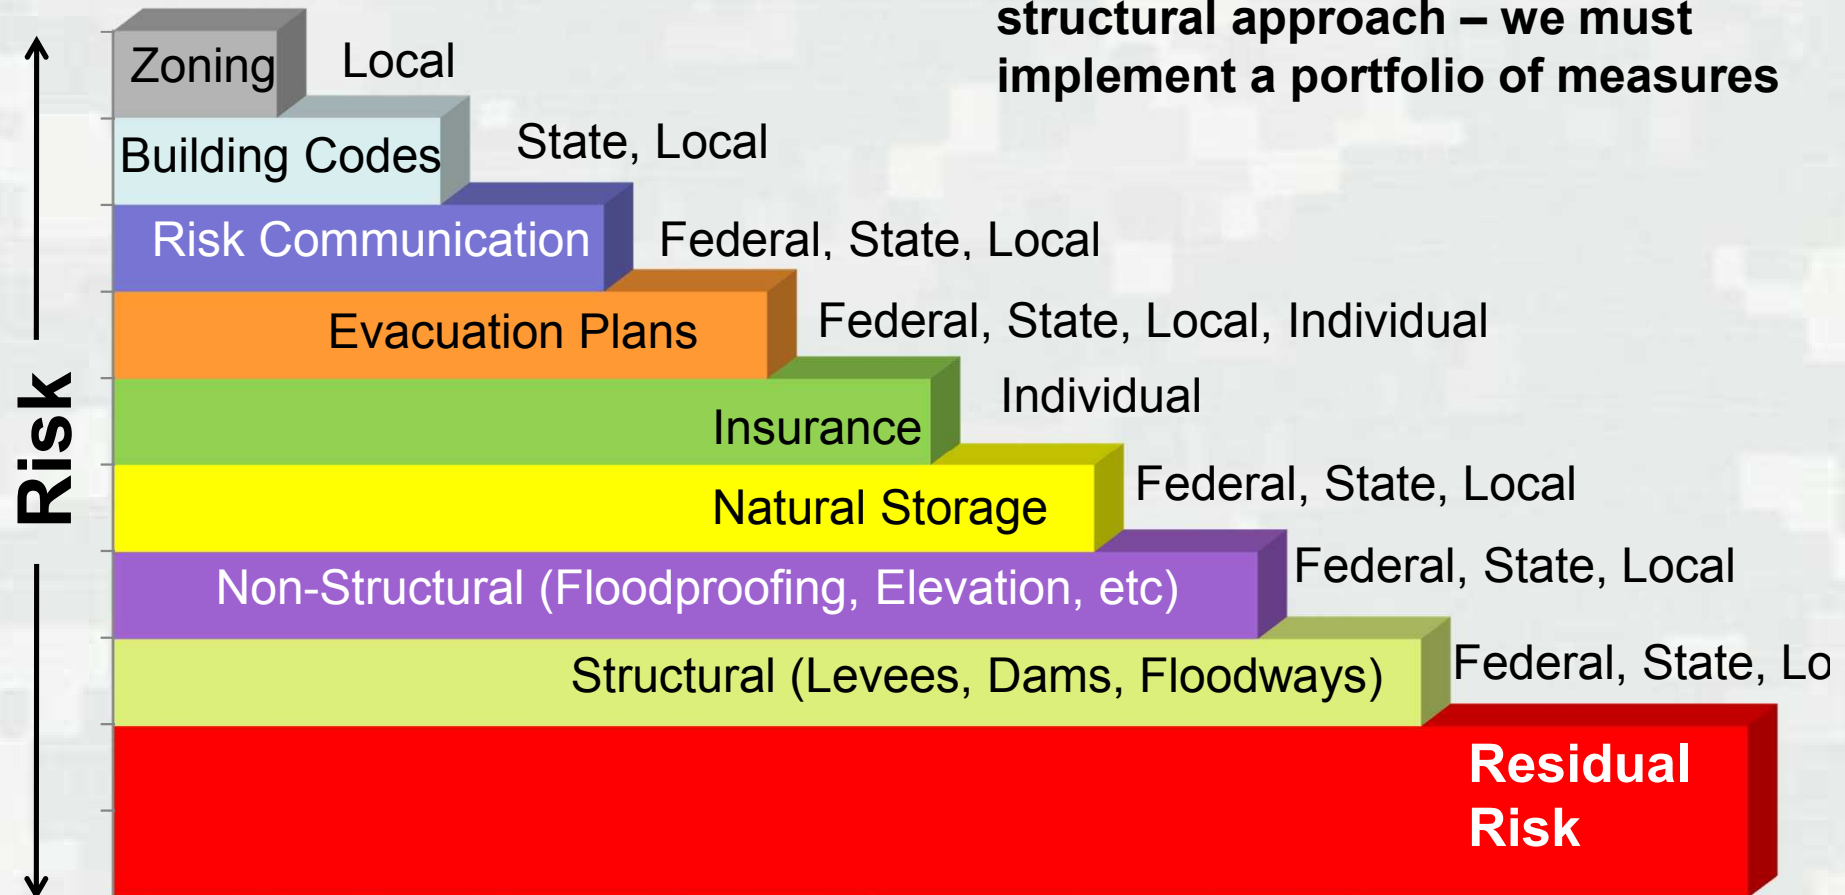 structural approach – we must
implement a portfolio of measures
Zoning
Local
Building Codes
State, Local
Risk Communication
Federal, State, Local
Evacuation Plans
Federal, State, Local, Individual
Insurance
Individual
Natural Storage
Federal, State, Local
Non-Structural (Floodproofing, Elevation, etc)
Federal, State, Local
Structural (Levees, Dams, Floodways)
Federal, State, Lo
Residual
Risk
Risk